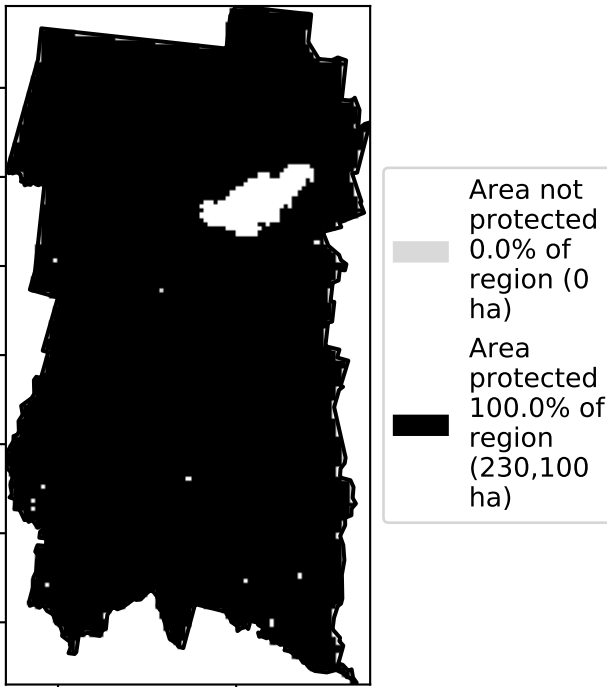 Area not
protected
0.0% of
region (0
ha)
Area
protected
100.0% of
region
(230,100
ha)